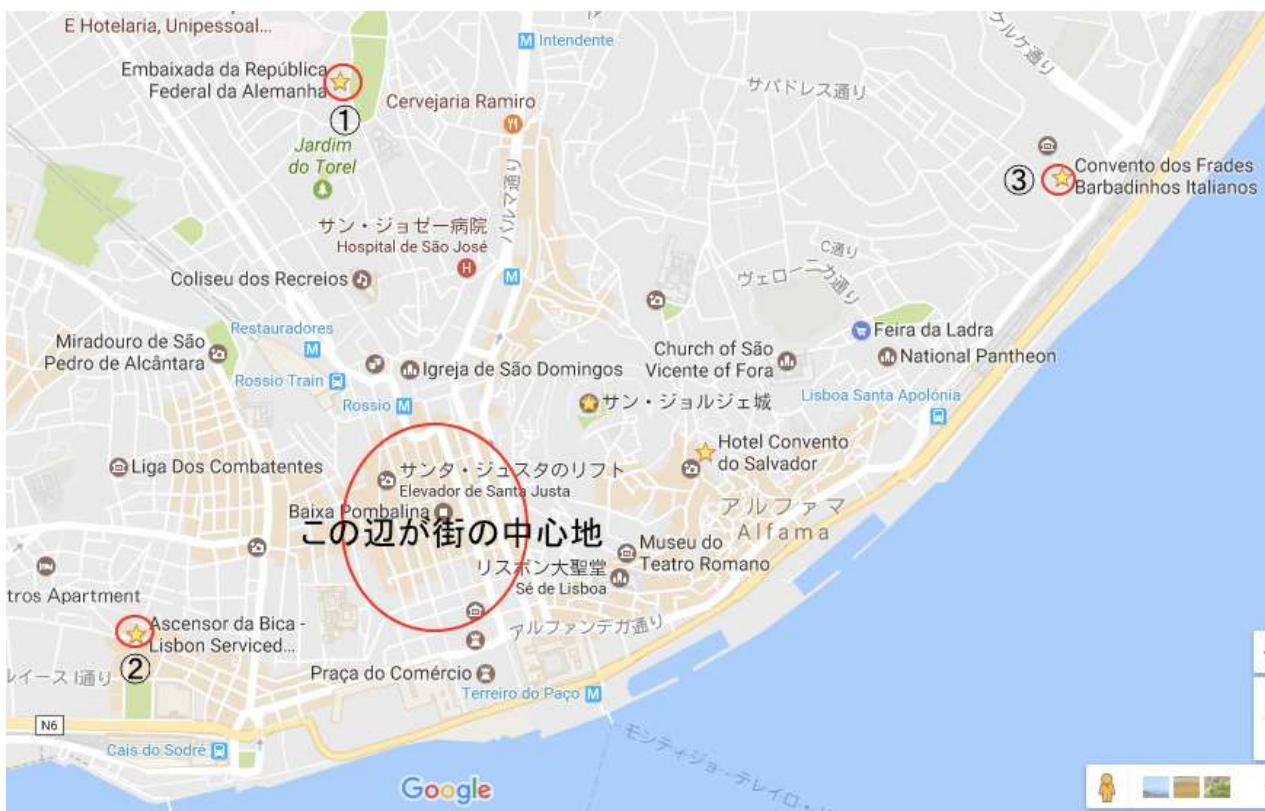 E Hotelaria, Unipessoal...
Intendente
Embaixada da República
Federal da Alemanha
①
Cervejaria Ramiro
サパドレス通り
Jardim
do Torel
③
Convento dos Frades
Barbadinhos Italianos
サン・ジョゼー病院
Hospital de São José
C通り
ヴェローニカ通り
Coliseu dos Recreios
Restauradores
Feira da Ladra
Miradouro de São
Pedro de Alcântara
Church of São
Vicente of Fora
National Pantheon
Igreja de São Domingos
Rossio Train
Rossio
サン・ジョルジェ城
Lisboa Santa Apolónia
Hotel Convento
do Salvador
Liga Dos Combatentes
サンタ・ジュスタのリフト
Elevador de Santa Justa
Baixa Pombalina
この辺が街の中心地
アルファマ
Alfama
Museu do
Teatro Romano
リスボン大聖堂
Sé de Lisboa
tros Apartment
Ascensor da Bica -
Lisbon Serviced...
②
アルファンデガ通り
ルイース I通り
Praça do Comércio
Terreiro do Paço
N6
Cais do Sodré
Google